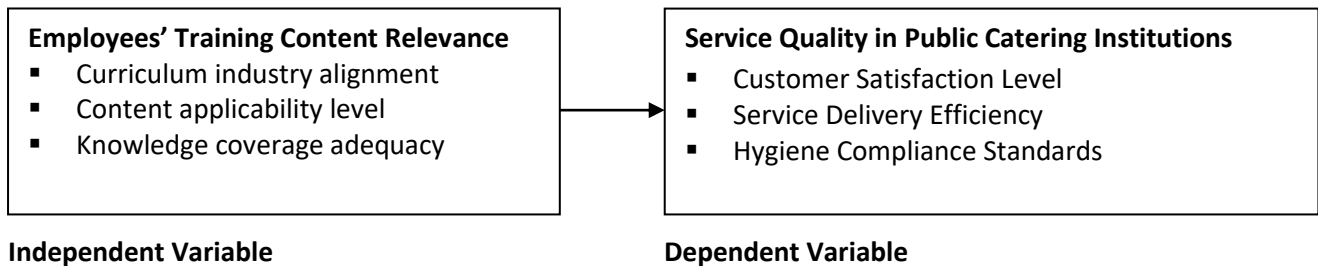 Employees’ Training Content Relevance
▪ Curriculum industry alignment
▪ Content applicability level
▪ Knowledge coverage adequacy
Service Quality in Public Catering Institutions
▪ Customer Satisfaction Level
▪ Service Delivery Efficiency
▪ Hygiene Compliance Standards
Independent Variable
Dependent Variable